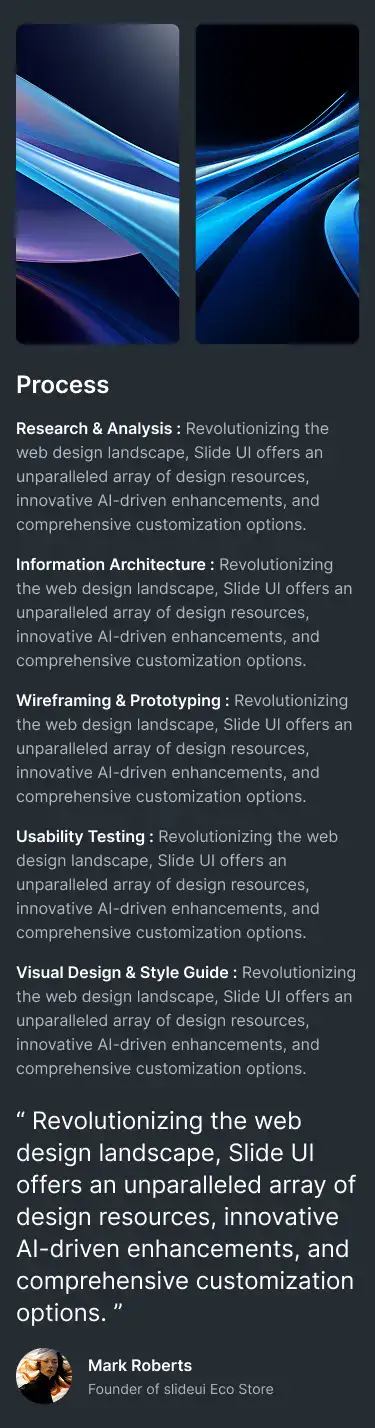 Process
Research & Analysis : Revolutionizing the
web design landscape, Slide UI offers an
unparalleled array of design resources,
innovative AI-driven enhancements, and
comprehensive customization options.
Information Architecture : Revolutionizing
the web design landscape, Slide UI offers an
unparalleled array of design resources,
innovative AI-driven enhancements, and
comprehensive customization options.
Wireframing & Prototyping : Revolutionizing
the web design landscape, Slide UI offers an
unparalleled array of design resources,
innovative AI-driven enhancements, and
comprehensive customization options.
Usability Testing : Revolutionizing the web
design landscape, Slide UI offers an
unparalleled array of design resources,
innovative AI-driven enhancements, and
comprehensive customization options.
Visual Design & Style Guide : Revolutionizing
the web design landscape, Slide UI offers an
unparalleled array of design resources,
innovative AI-driven enhancements, and
comprehensive customization options.
“ Revolutionizing the web
design landscape, Slide UI
offers an unparalleled array of
design resources, innovative
AI-driven enhancements, and
comprehensive customization
options. ”
Mark Roberts
Founder of slideui Eco Store